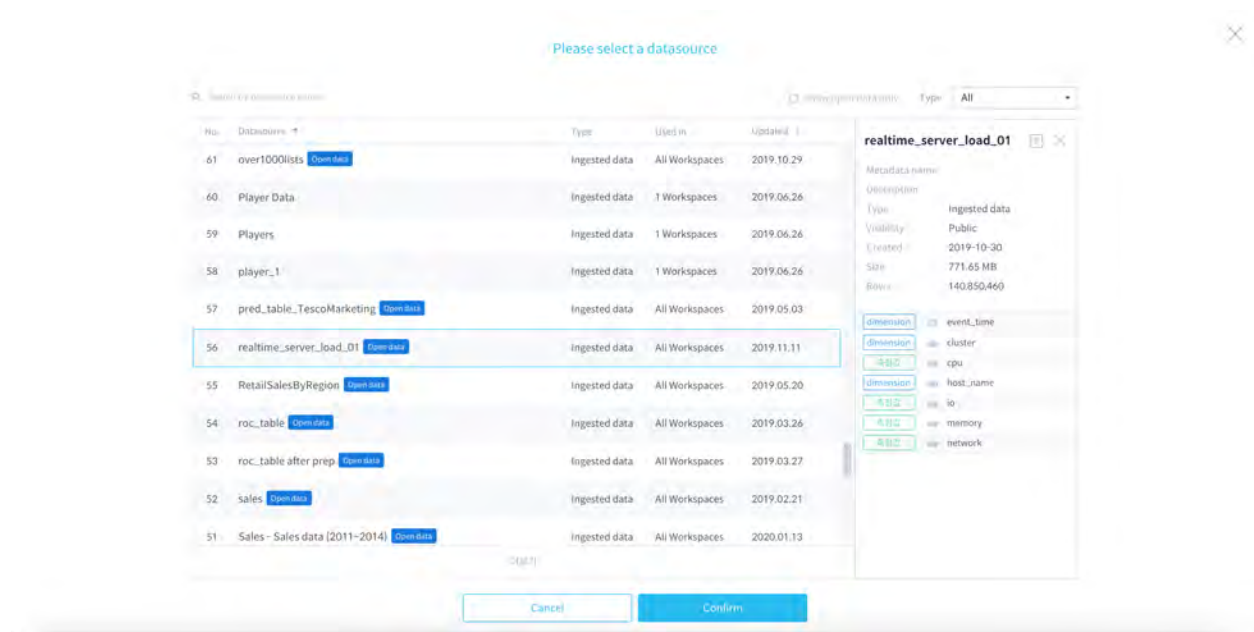 Please select a datasource
Type All
No. Datasource Type Used in Updated
61 over1000lists Open data Ingested data All Workspaces 2019.10.29
60 Player Data Ingested data 1 Workspaces 2019.06.26
59 Players Ingested data 1 Workspaces 2019.06.26
58 player_1 Ingested data 1 Workspaces 2019.06.26
57 pred_table_TescoMarketing Open data Ingested data All Workspaces 2019.05.03
56 realtime_server_load_01 Open data Ingested data All Workspaces 2019.11.11
55 RetailSalesByRegion Open data Ingested data All Workspaces 2019.05.20
54 roc_table Open data Ingested data All Workspaces 2019.03.26
53 roc_table after prep Open data Ingested data All Workspaces 2019.03.27
52 sales Open data Ingested data All Workspaces 2019.02.21
51 Sales - Sales data (2011~2014) Open data Ingested data All Workspaces 2020.01.13
realtime_server_load_01
Metadata name
Description
Type Ingested data
Visibility Public
Created 2019-10-30
Size 771.65 MB
Rows 140,850,460
dimension event_time
dimension cluster
cpu
dimension host_name
io
memory
network
Cancel Confirm